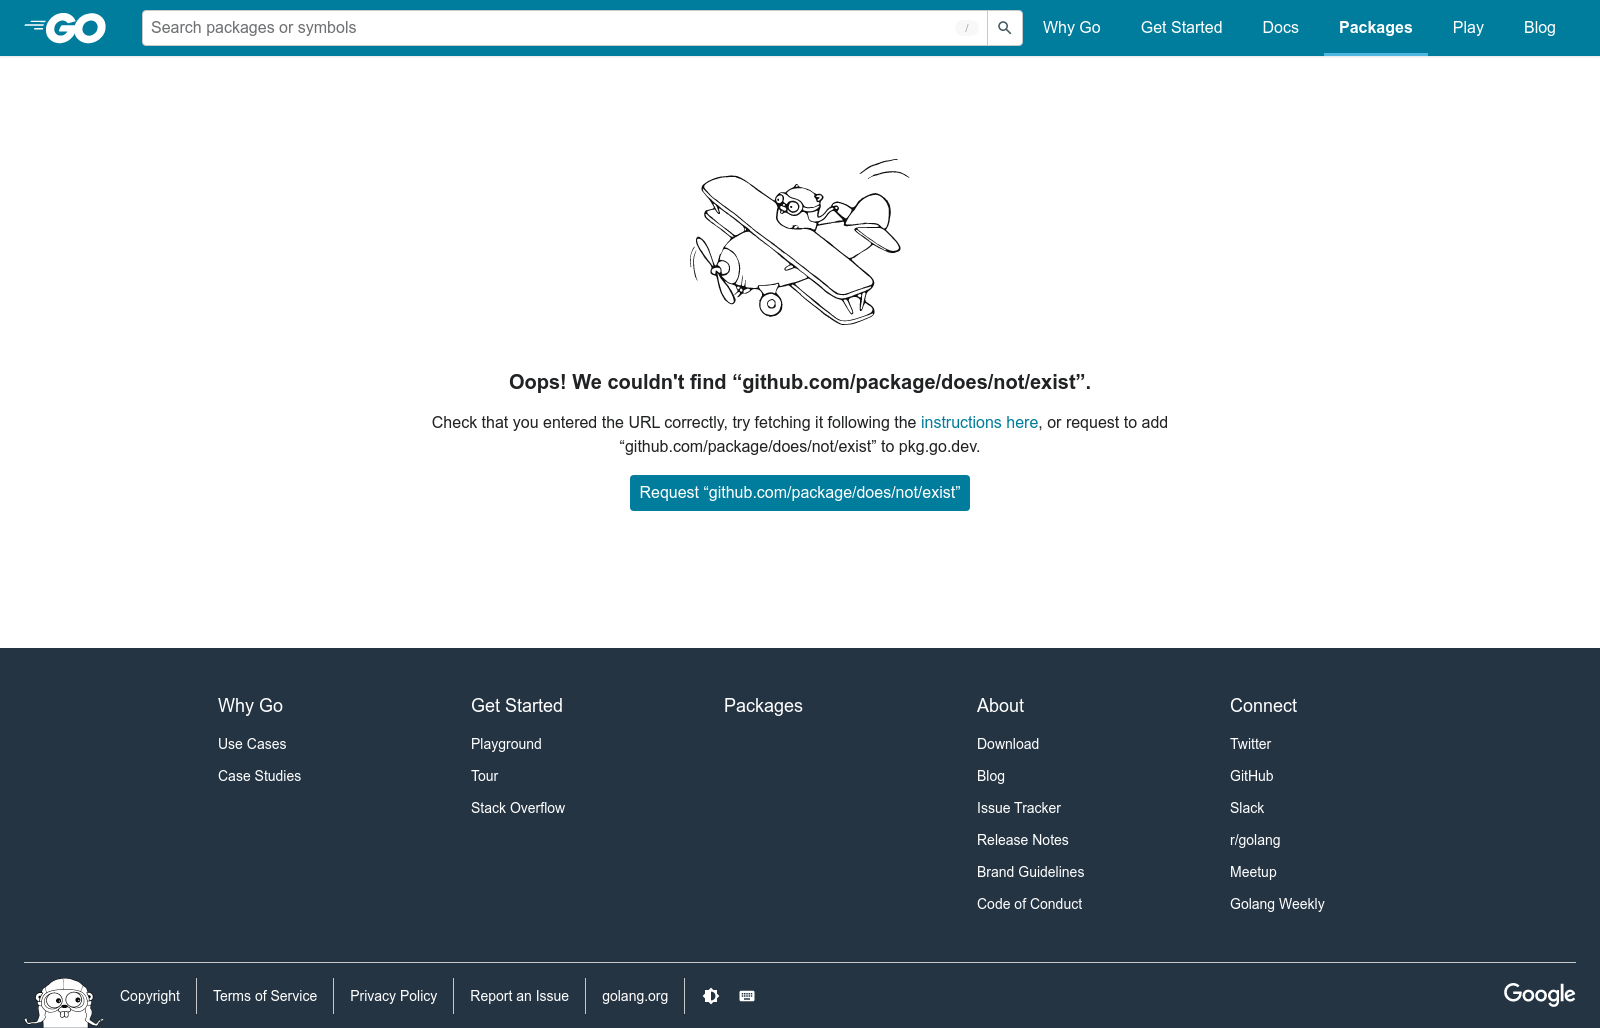 GO
Search packages or symbols
/
Why Go
Get Started
Docs
Packages
Play
Blog
Oops! We couldn't find “github.com/package/does/not/exist”.
Check that you entered the URL correctly, try fetching it following the instructions here, or request to add
“github.com/package/does/not/exist” to pkg.go.dev.
Request “github.com/package/does/not/exist”
Why Go
Use Cases
Case Studies
Get Started
Playground
Tour
Stack Overflow
Packages
About
Download
Blog
Issue Tracker
Release Notes
Brand Guidelines
Code of Conduct
Connect
Twitter
GitHub
Slack
r/golang
Meetup
Golang Weekly
Copyright
Terms of Service
Privacy Policy
Report an Issue
golang.org
Google